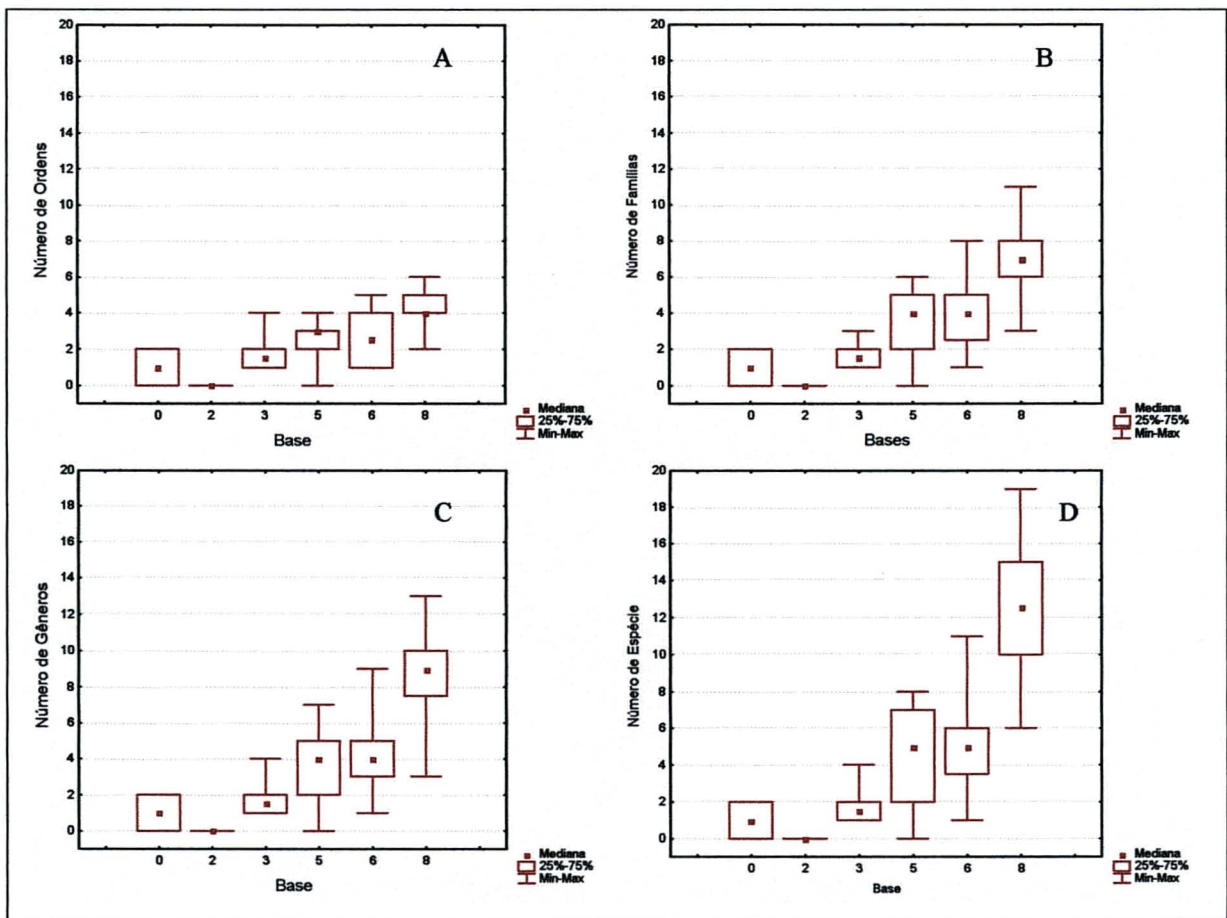 A
Número de Ordens
20
18
16
14
12
10
8
6
4
2
0
0 2 3 5 6 8
Base
Mediana
25%-75%
Min-Max
B
Número de Famílias
20
18
16
14
12
10
8
6
4
2
0
0 2 3 5 6 8
Bases
Mediana
25%-75%
Min-Max
C
Número de Gêneros
20
18
16
14
12
10
8
6
4
2
0
0 2 3 5 6 8
Base
Mediana
25%-75%
Min-Max
D
Número de Espécie
20
18
16
14
12
10
8
6
4
2
0
0 2 3 5 6 8
Base
Mediana
25%-75%
Min-Max